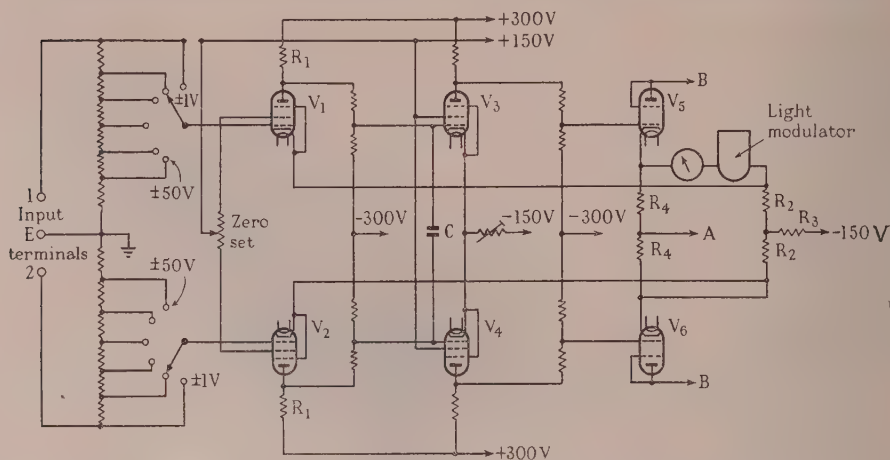 +300V
+150V
R₁
±1V
V₁
V₃
B
V₅
Light
modulator
±50V
1
Input
E
terminals
2
Zero
set
-300V
C
-150V
-300V
R₄
A
R₄
R₂
R₃
-150V
R₂
±50V
V₂
V₄
V₆
±1V
R₁
B
+300V